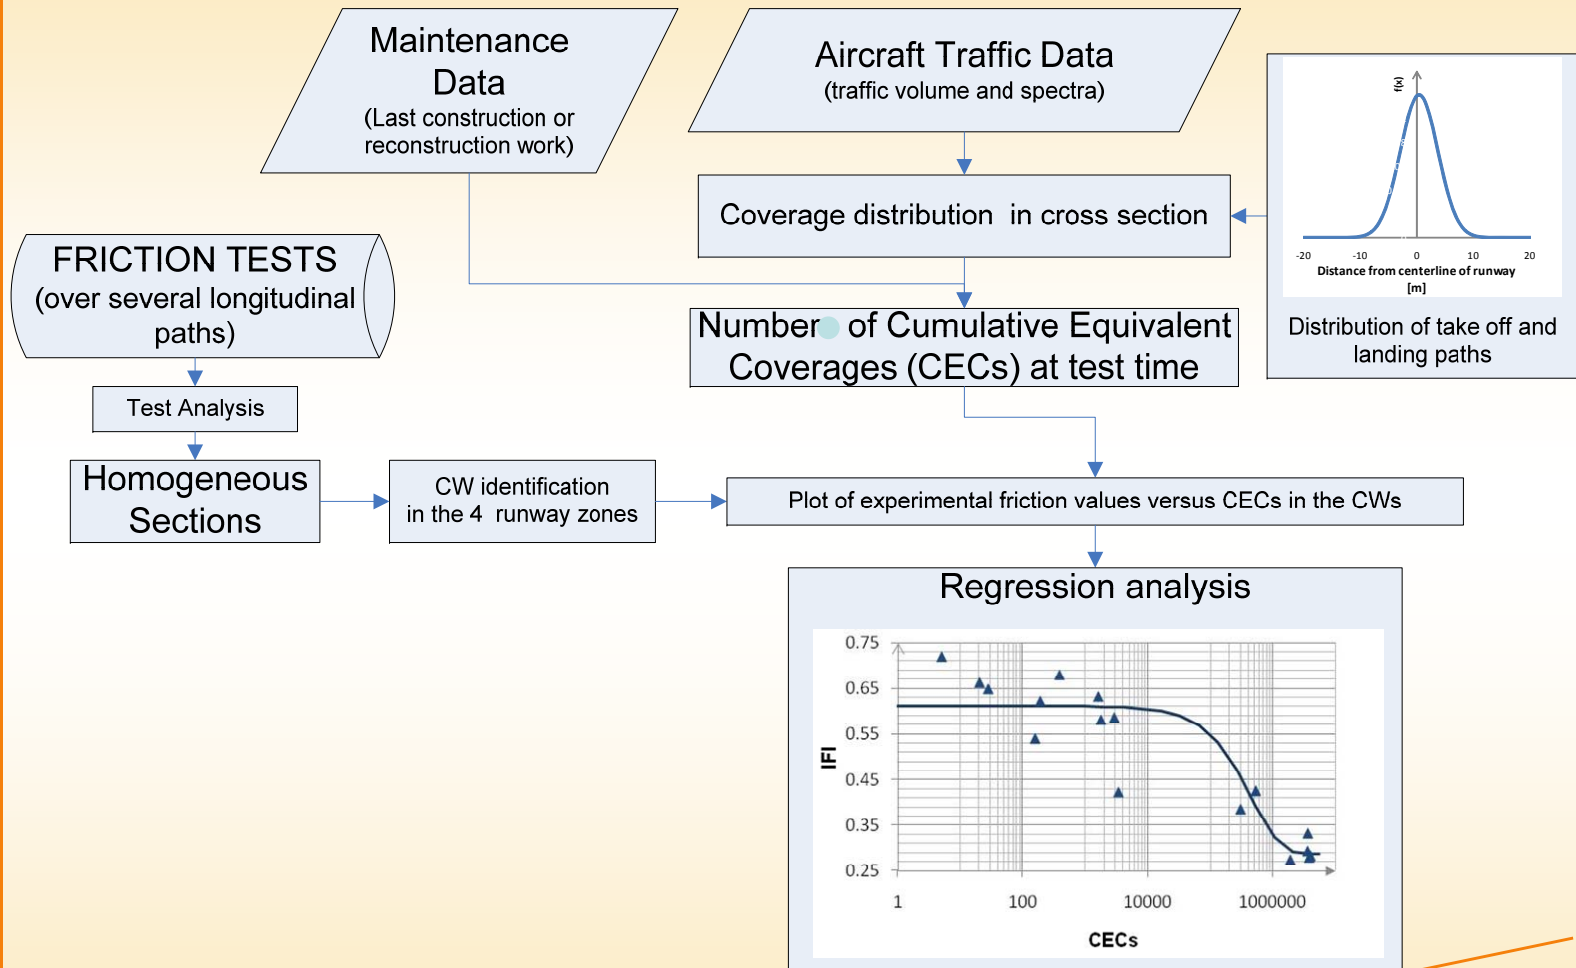 Maintenance
Data
(Last construction or
reconstruction work)
Aircraft Traffic Data
(traffic volume and spectra)
f(x)
-20 -10 0 10 20
Distance from centerline of runway
[m]
Distribution of take off and
landing paths
Coverage distribution in cross section
FRICTION TESTS
(over several longitudinal
paths)
Number of Cumulative Equivalent
Coverages (CECs) at test time
Test Analysis
Homogeneous
Sections
CW identification
in the 4 runway zones
Plot of experimental friction values versus CECs in the CWs
Regression analysis
0.75
0.65
0.55
0.45
0.35
0.25
IFI
1 100 10000 1000000
CECs